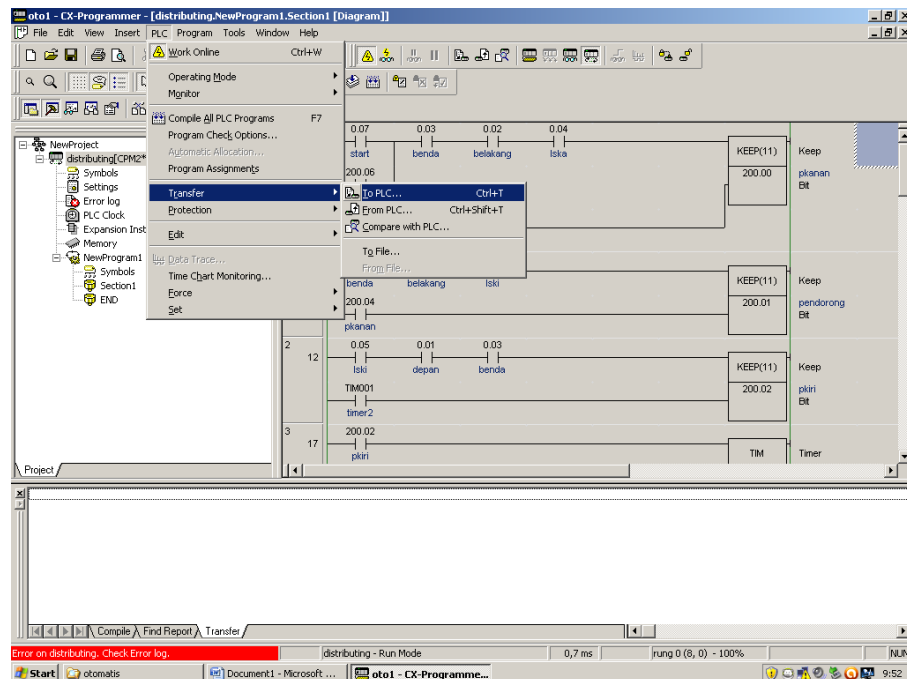 oto1 - CX-Programmer - [distributing.NewProgram1.Section1 [Diagram]]
File Edit View Insert PLC Program Tools Window Help
Work Online Ctrl+W
Operating Mode
Monitor
Compile All PLC Programs F7
Program Check Options...
Automatic Allocation...
Program Assignments
Transfer
Protection
Edit
Data Trace...
Time Chart Monitoring...
Force
Set
To PLC... Ctrl+T
From PLC... Ctrl+Shift+T
Compare with PLC...
To File...
From File...
NewProject
distributing[CPM2*
Symbols
Settings
Error log
PLC Clock
Expansion Inst
Memory
NewProgram1
Symbols
Section1
END
Project
0.07 0.03 0.02 0.04
start benda belakang Iska
KEEP(11) Keep
200.06
200.00 pkanan
Bit
benda belakang Iski
KEEP(11) Keep
200.04
200.01 pendorong
Bit
pkanan
2
12
0.05 0.01 0.03
Iski depan benda
KEEP(11) Keep
TIM001
200.02 pkiri
Bit
timer2
3
17
200.02
pkiri
TIM Timer
Compile Find Report Transfer
Error on distributing. Check Error log. distributing - Run Mode 0,7 ms rung 0 (8, 0) - 100% NUM
Start otomatis Document1 - Microsoft ... oto1 - CX-Programme... 9:52